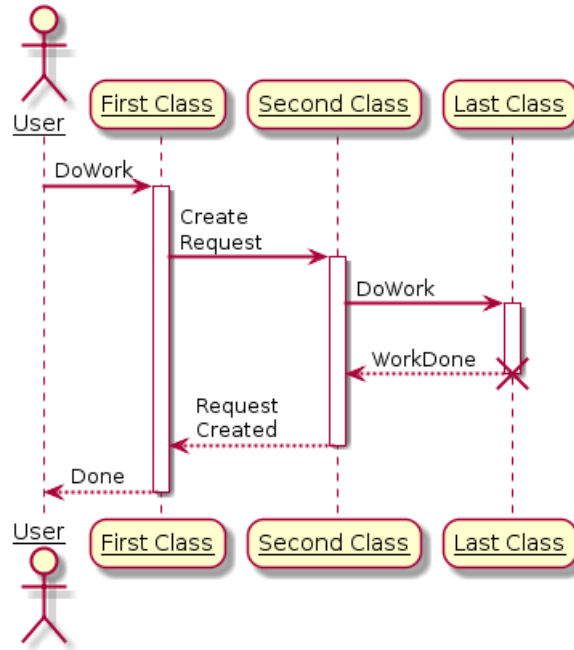 User
First Class
Second Class
Last Class
DoWork
Create
Request
DoWork
WorkDone
Request
Created
Done
User
First Class
Second Class
Last Class